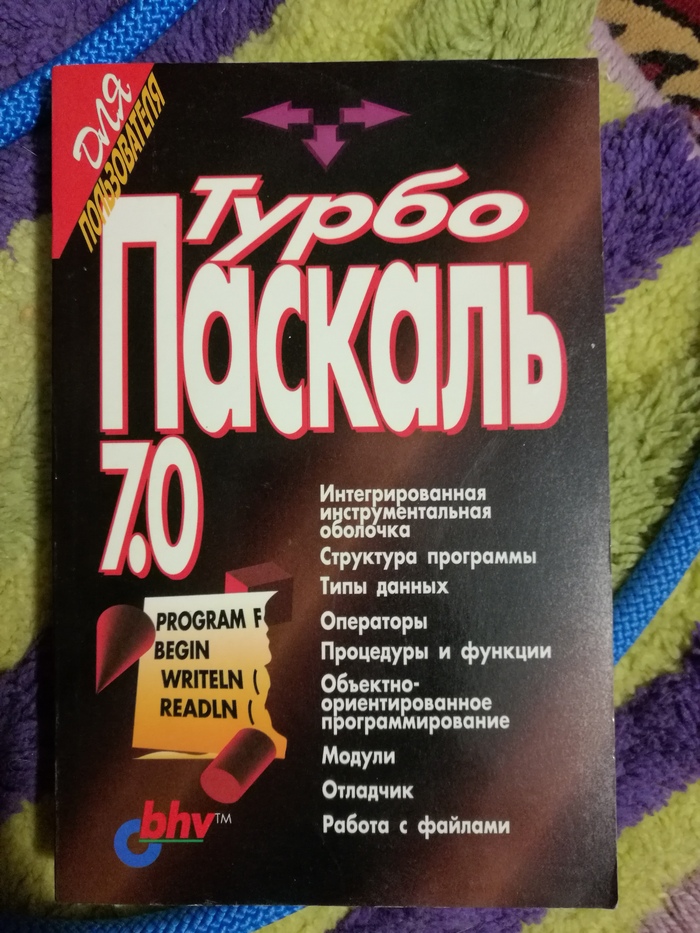 для
ПОЛЬЗОВАТЕЛЯ
Турбо
Паскаль
7.0
Интегрированная
инструментальная
оболочка
Структура программы
Типы данных
Операторы
Процедуры и функции
Объектно-
ориентированное
программирование
Модули
Отладчик
Работа с файлами
PROGRAM F
BEGIN
WRITELN (
READLN (
bhv™